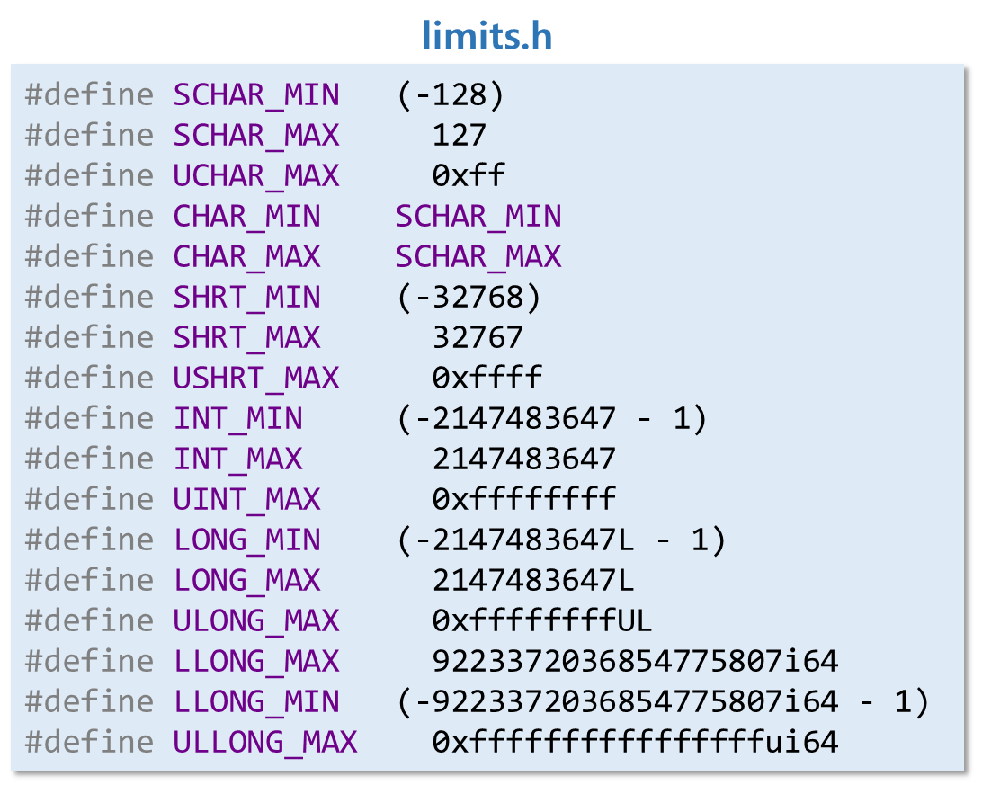 limits.h
#define SCHAR_MIN   (-128)
#define SCHAR_MAX     127
#define UCHAR_MAX     0xff
#define CHAR_MIN    SCHAR_MIN
#define CHAR_MAX    SCHAR_MAX
#define SHRT_MIN    (-32768)
#define SHRT_MAX      32767
#define USHRT_MAX     0xffff
#define INT_MIN     (-2147483647 - 1)
#define INT_MAX       2147483647
#define UINT_MAX      0xffffffff
#define LONG_MIN    (-2147483647L - 1)
#define LONG_MAX      2147483647L
#define ULONG_MAX     0xffffffffUL
#define LLONG_MAX     9223372036854775807i64
#define LLONG_MIN   (-9223372036854775807i64 - 1)
#define ULLONG_MAX    0xffffffffffffffffui64